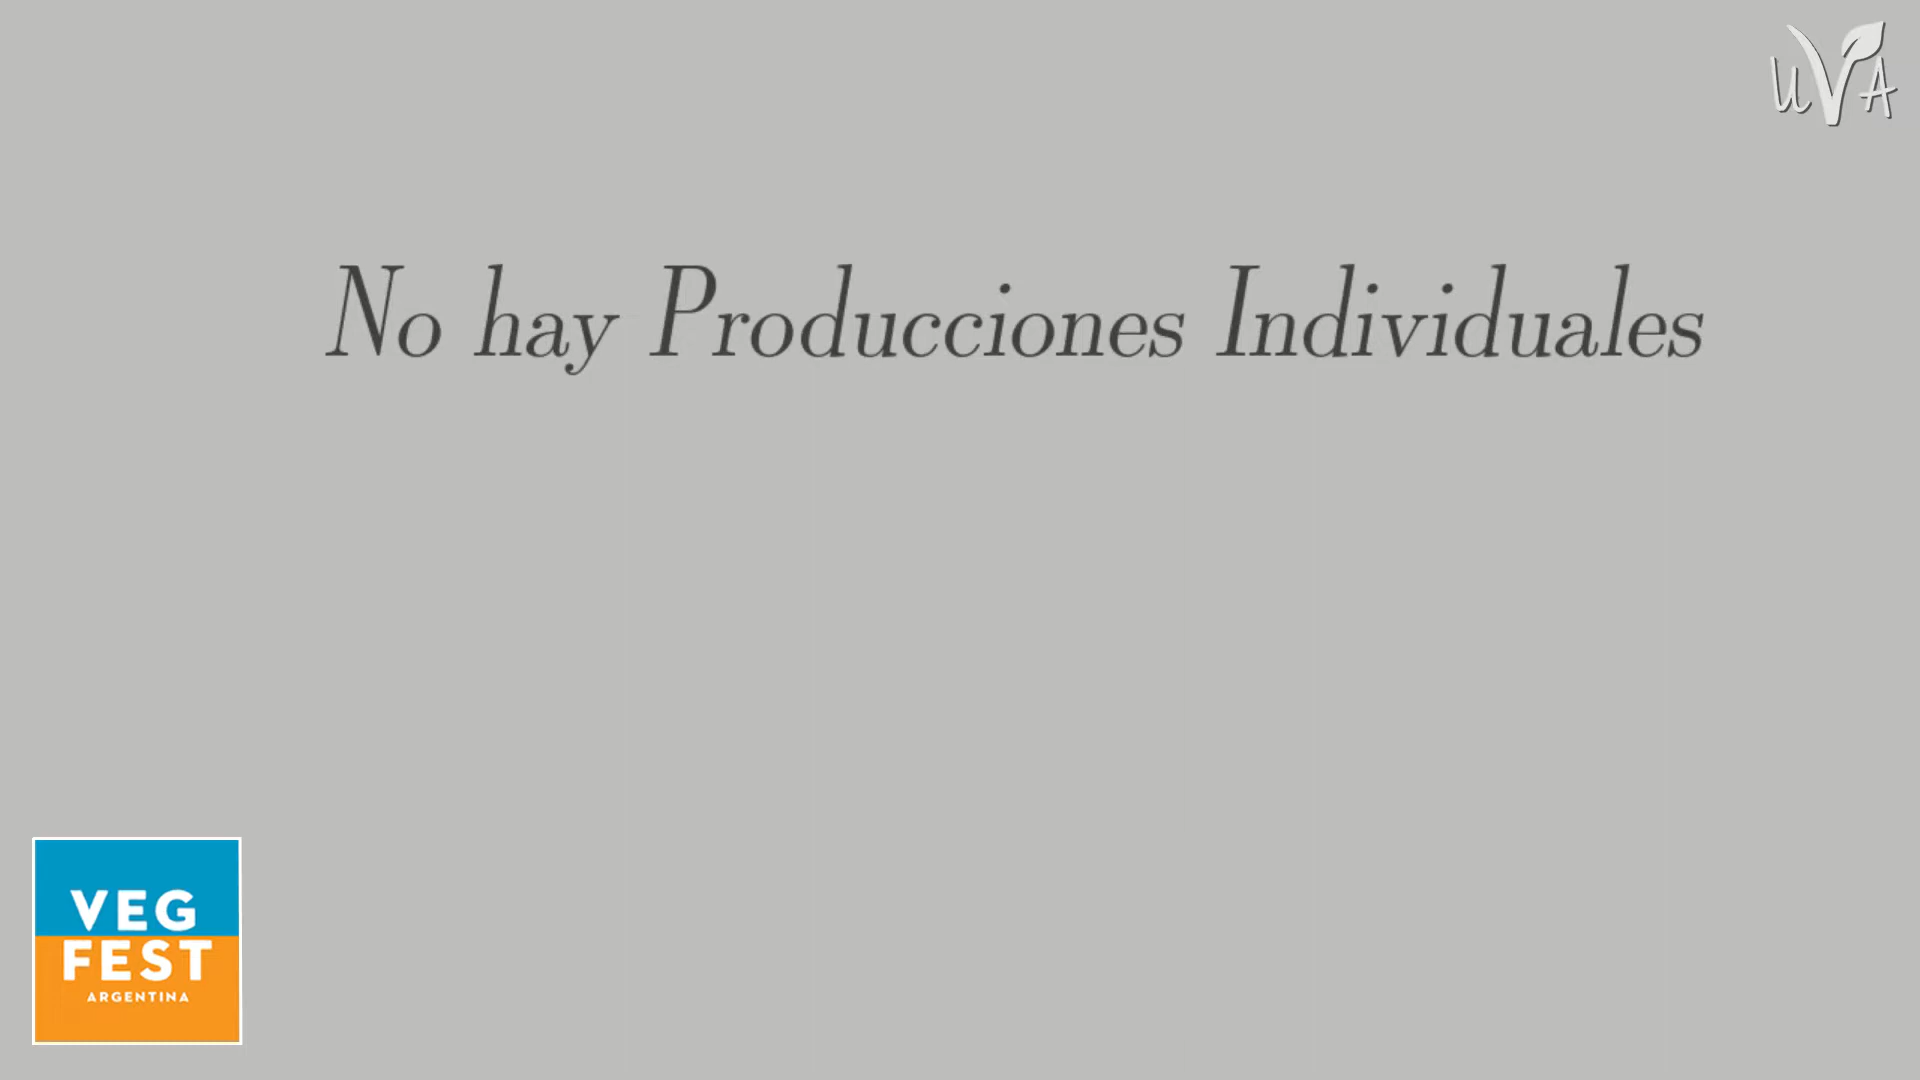 UVA
No hay Producciones Individuales
VEG
FEST
ARGENTINA